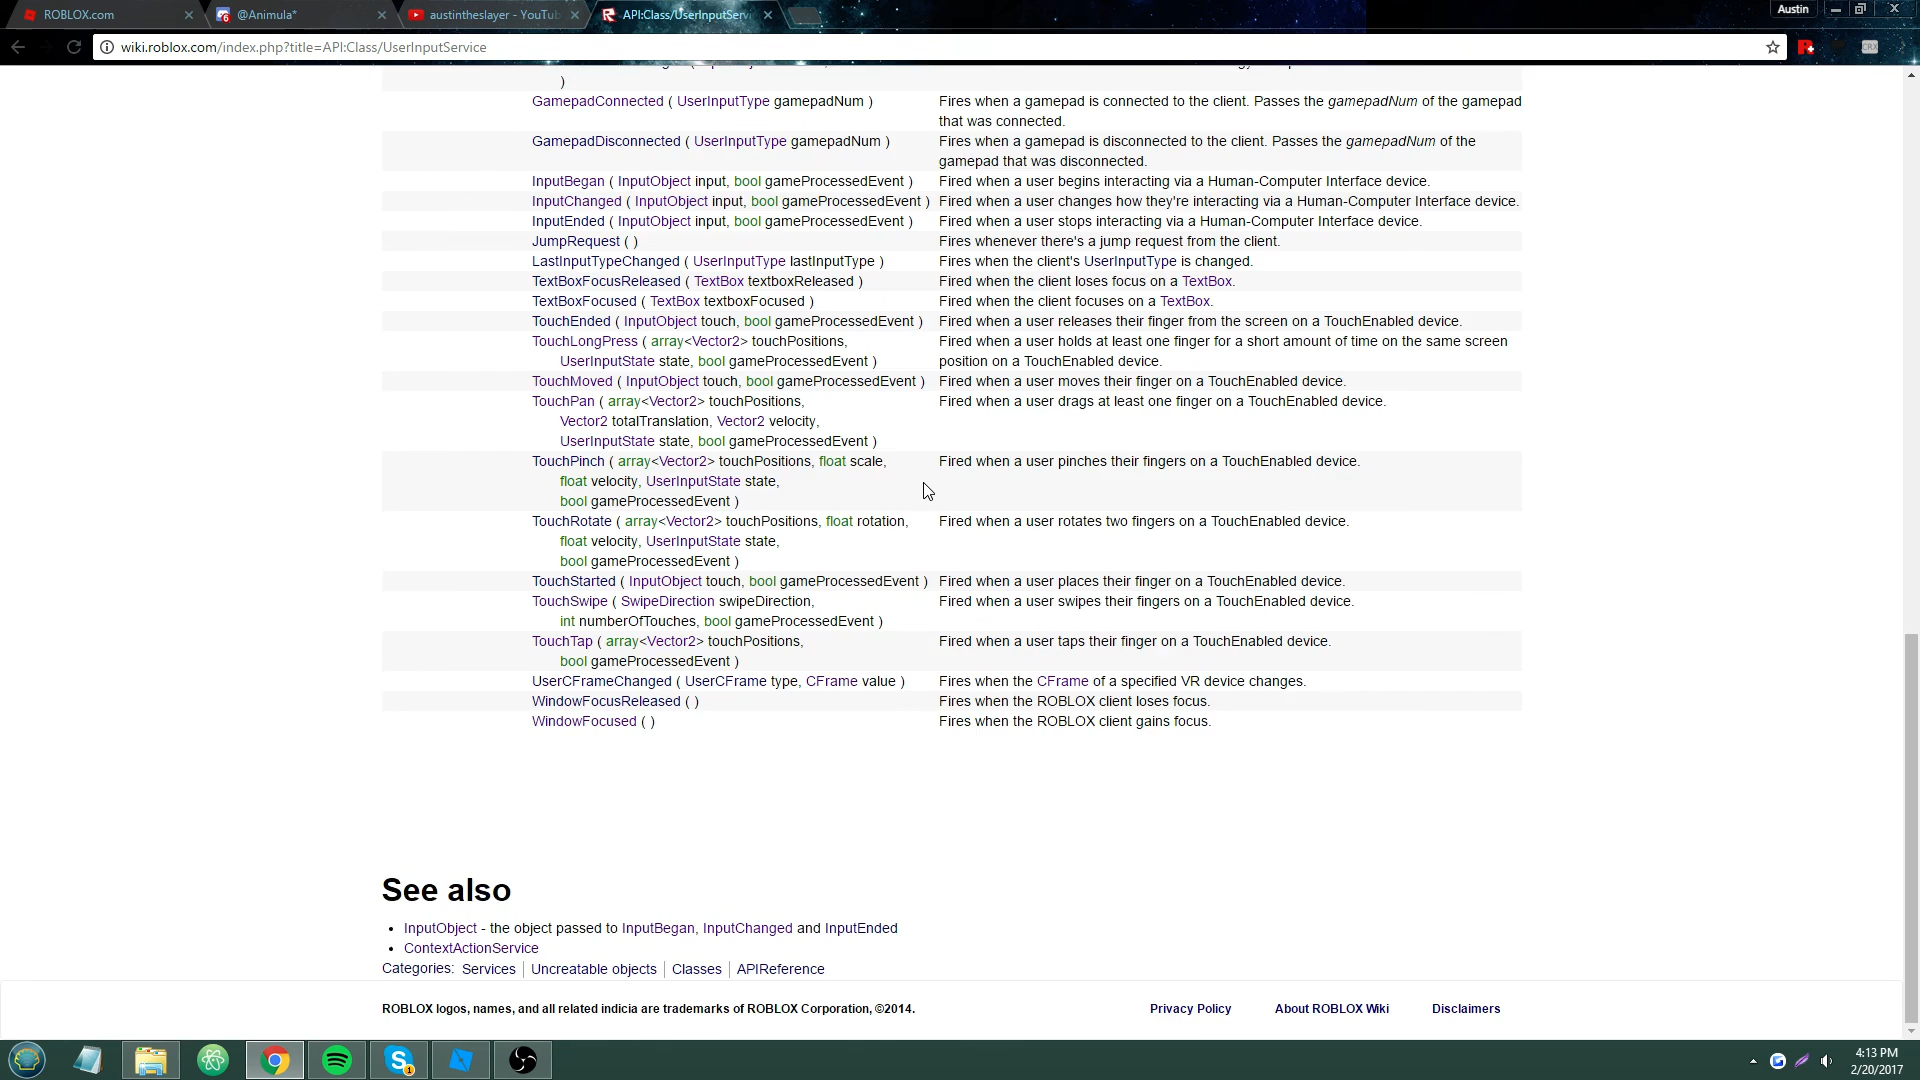 ROBLOX.com
@Animula*
austintheslayer - YouTub
API:Class/UserInputServi
Austin
wiki.roblox.com/index.php?title=API:Class/UserInputService
CRX
)
GamepadConnected ( UserInputType gamepadNum ) Fires when a gamepad is connected to the client. Passes the gamepadNum of the gamepad
that was connected.
GamepadDisconnected ( UserInputType gamepadNum ) Fires when a gamepad is disconnected to the client. Passes the gamepadNum of the
gamepad that was disconnected.
InputBegan ( InputObject input, bool gameProcessedEvent ) Fired when a user begins interacting via a Human-Computer Interface device.
InputChanged ( InputObject input, bool gameProcessedEvent ) Fired when a user changes how they're interacting via a Human-Computer Interface device.
InputEnded ( InputObject input, bool gameProcessedEvent ) Fired when a user stops interacting via a Human-Computer Interface device.
JumpRequest ( ) Fires whenever there's a jump request from the client.
LastInputTypeChanged ( UserInputType lastInputType ) Fires when the client's UserInputType is changed.
TextBoxFocusReleased ( TextBox textboxReleased ) Fired when the client loses focus on a TextBox.
TextBoxFocused ( TextBox textboxFocused ) Fired when the client focuses on a TextBox.
TouchEnded ( InputObject touch, bool gameProcessedEvent ) Fired when a user releases their finger from the screen on a TouchEnabled device.
TouchLongPress ( array<Vector2> touchPositions, Fired when a user holds at least one finger for a short amount of time on the same screen
UserInputState state, bool gameProcessedEvent ) position on a TouchEnabled device.
TouchMoved ( InputObject touch, bool gameProcessedEvent ) Fired when a user moves their finger on a TouchEnabled device.
TouchPan ( array<Vector2> touchPositions, Fired when a user drags at least one finger on a TouchEnabled device.
Vector2 totalTranslation, Vector2 velocity,
UserInputState state, bool gameProcessedEvent )
TouchPinch ( array<Vector2> touchPositions, float scale, Fired when a user pinches their fingers on a TouchEnabled device.
float velocity, UserInputState state,
bool gameProcessedEvent )
TouchRotate ( array<Vector2> touchPositions, float rotation, Fired when a user rotates two fingers on a TouchEnabled device.
float velocity, UserInputState state,
bool gameProcessedEvent )
TouchStarted ( InputObject touch, bool gameProcessedEvent ) Fired when a user places their finger on a TouchEnabled device.
TouchSwipe ( SwipeDirection swipeDirection, Fired when a user swipes their fingers on a TouchEnabled device.
int numberOfTouches, bool gameProcessedEvent )
TouchTap ( array<Vector2> touchPositions, Fired when a user taps their finger on a TouchEnabled device.
bool gameProcessedEvent )
UserCFrameChanged ( UserCFrame type, CFrame value ) Fires when the CFrame of a specified VR device changes.
WindowFocusReleased ( ) Fires when the ROBLOX client loses focus.
WindowFocused ( ) Fires when the ROBLOX client gains focus.
See also
• InputObject - the object passed to InputBegan, InputChanged and InputEnded
• ContextActionService
Categories: Services | Uncreatable objects | Classes | APIReference
ROBLOX logos, names, and all related indicia are trademarks of ROBLOX Corporation, ©2014. Privacy Policy About ROBLOX Wiki Disclaimers
4:13 PM
2/20/2017